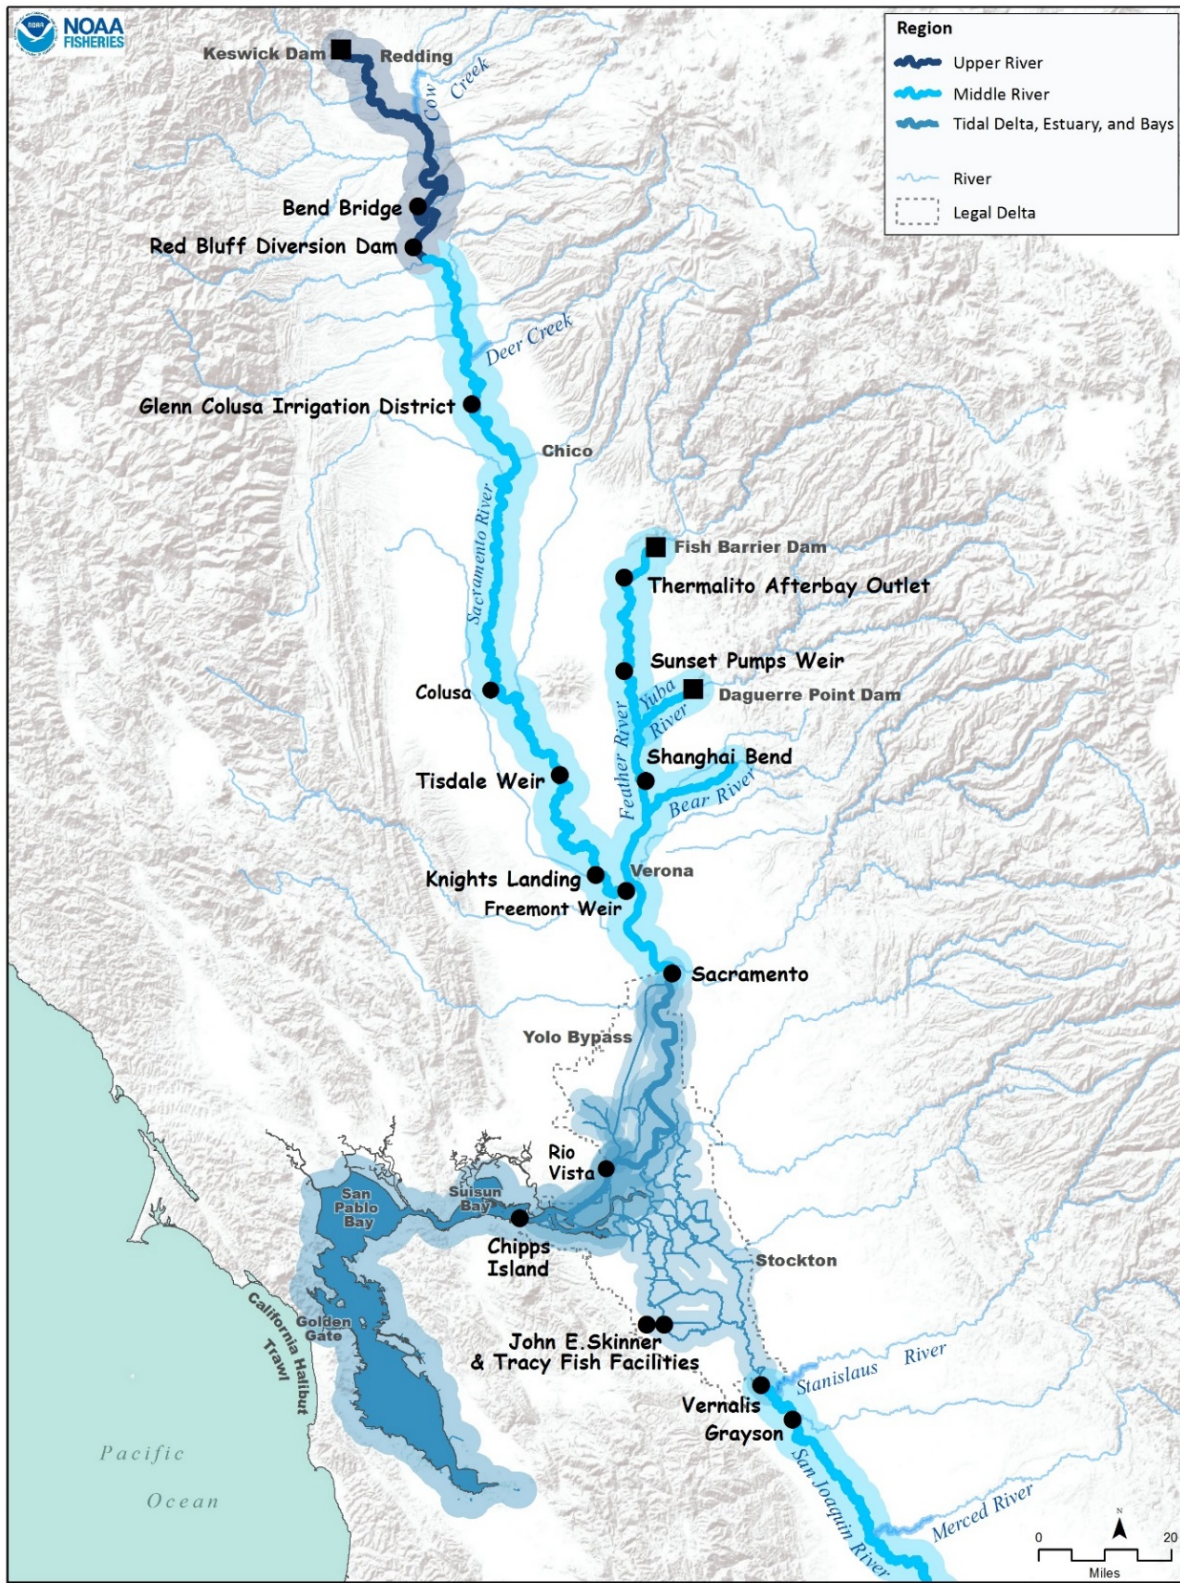 NOAA
NOAA
FISHERIES
Region
Upper River
Middle River
Tidal Delta, Estuary, and Bays
River
Legal Delta
Keswick Dam
Redding
Cow
Creek
Bend Bridge
Red Bluff Diversion Dam
Deer Creek
Glenn Colusa Irrigation District
Chico
Sacramento River
Fish Barrier Dam
Thermalito Afterbay Outlet
Sunset Pumps Weir
Colusa
Yuba
River
Daguerre Point Dam
Feather River
Shanghai Bend
Tisdale Weir
Bear River
Verona
Knights Landing
Freemont Weir
Sacramento
Yolo Bypass
Rio
Vista
San
Pablo
Bay
Suisun
Bay
Chipps
Island
Stockton
Golden
Gate
California Halibut
Trawl
John E.Skinner
& Tracy Fish Facilities
Stanislaus River
Vernalis
Grayson
San Joaquin River
Merced River
Pacific
Ocean
N
0 20
Miles